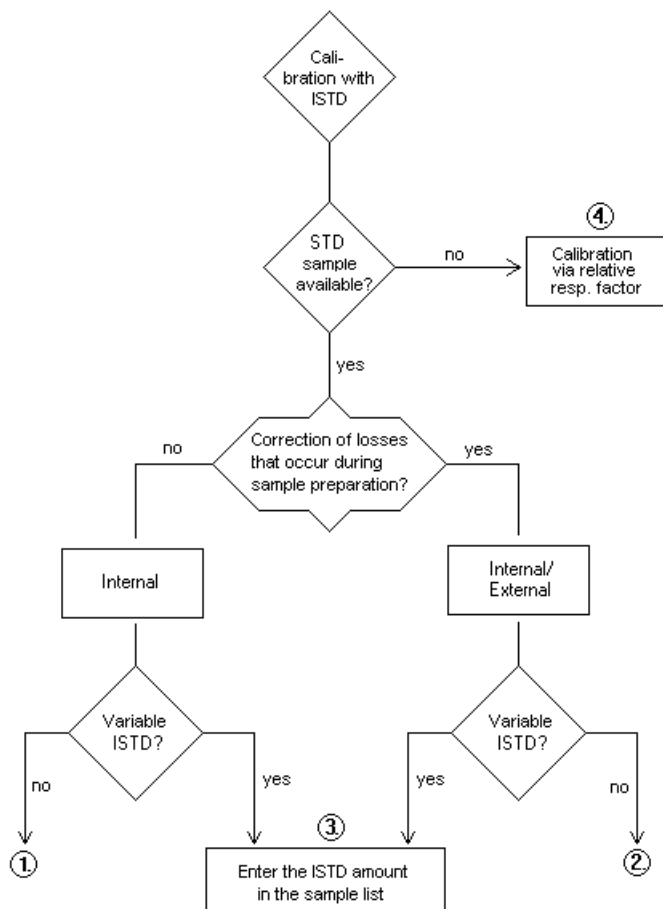 Cali-
bration with
ISTD
STD
sample
available?
no
4.
Calibration
via relative
resp. factor
yes
Correction of losses
that occur during
sample preparation?
no
yes
Internal
Internal/
External
Variable
ISTD?
Variable
ISTD?
no
yes
yes
no
1.
3.
2.
Enter the ISTD amount
in the sample list